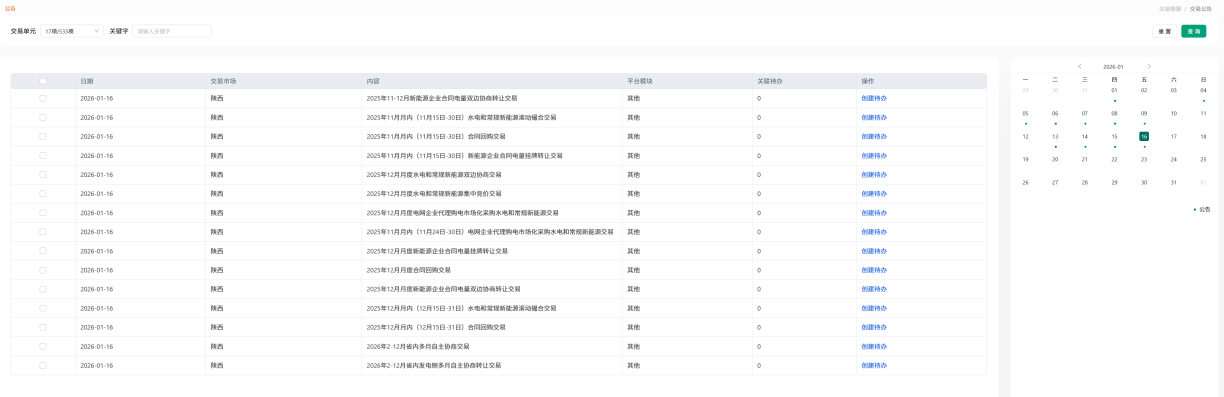 公告
交易情报 / 交易公告
交易单元 17项/533项 关键字 请输入关键字 重置 查询
日期 交易市场 内容 平台模块 关联待办 操作
2026-01-16 陕西 2025年11-12月新能源企业合同电量双边协商转让交易 其他 0 创建待办
2026-01-16 陕西 2025年11月月内（11月15日-30日）水电和常规新能源滚动撮合交易 其他 0 创建待办
2026-01-16 陕西 2025年11月月内（11月15日-30日）合同回购交易 其他 0 创建待办
2026-01-16 陕西 2025年11月月内（11月15日-30日）新能源企业合同电量挂牌转让交易 其他 0 创建待办
2026-01-16 陕西 2025年12月月度水电和常规新能源双边协商交易 其他 0 创建待办
2026-01-16 陕西 2025年12月月度水电和常规新能源集中竞价交易 其他 0 创建待办
2026-01-16 陕西 2025年12月月度电网企业代理购电市场化采购水电和常规新能源交易 其他 0 创建待办
2026-01-16 陕西 2025年11月月内（11月24日-30日）电网企业代理购电市场化采购水电和常规新能源交易 其他 0 创建待办
2026-01-16 陕西 2025年12月月度新能源企业合同电量挂牌转让交易 其他 0 创建待办
2026-01-16 陕西 2025年12月月度合同回购交易 其他 0 创建待办
2026-01-16 陕西 2025年12月月度新能源企业合同电量双边协商转让交易 其他 0 创建待办
2026-01-16 陕西 2025年12月月内（12月15日-31日）水电和常规新能源滚动撮合交易 其他 0 创建待办
2026-01-16 陕西 2025年12月月内（12月15日-31日）合同回购交易 其他 0 创建待办
2026-01-16 陕西 2026年2-12月省内多月自主协商交易 其他 0 创建待办
2026-01-16 陕西 2026年2-12月省内发电侧多月自主协商转让交易 其他 0 创建待办
2026-01
一 二 三 四 五 六 日
29 30 31 01 02 03 04
05 06 07 08 09 10 11
12 13 14 15 16 17 18
19 20 21 22 23 24 25
26 27 28 29 30 31 01
公告